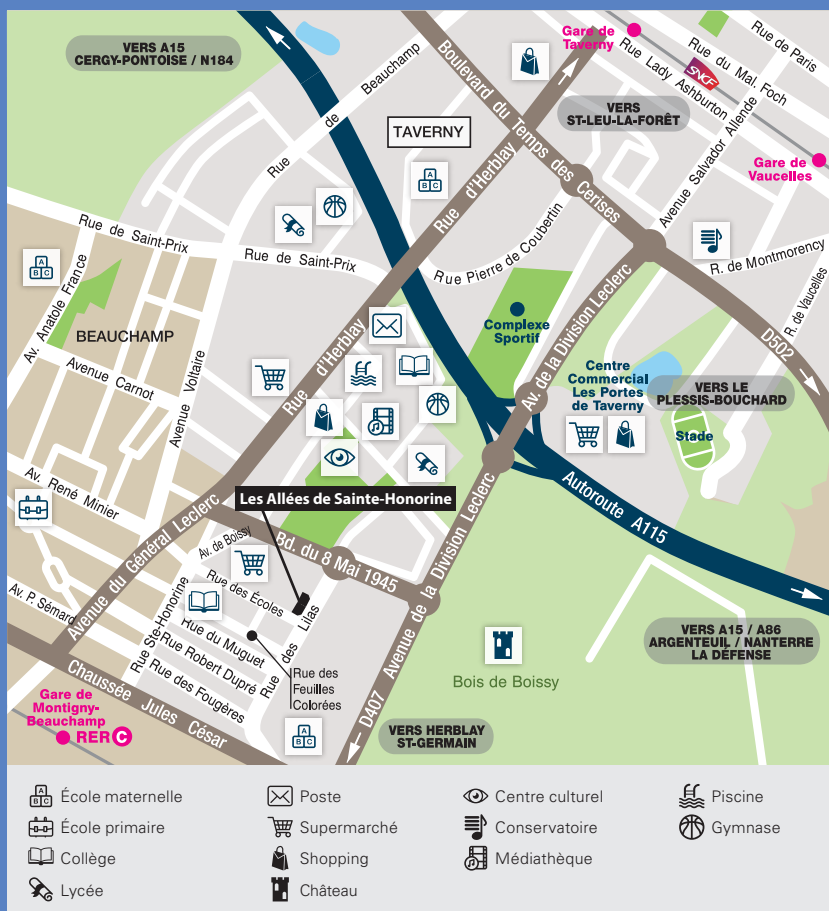 VERS A15
CERGY-PONTOISE / N184
Gare de
Taverny
Rue de Paris
Rue du Mal. Foch
Rue Lady Ashburton
SNCF
Boulevard du Temps des Cerises
Rue de Beauchamp
TAVERNY
A
B C
VERS
ST-LEU-LA-FORÊT
Gare de
Vaucelles
Avenue Salvador Allende
Rue d'Herblay
Rue Pierre de Coubertin
Rue de Saint-Prix
Rue de Saint-Prix
R. de Montmorency
R. de Vaucelles
D502
A
B C
Av. Anatole France
BEAUCHAMP
Avenue Carnot
Avenue Voltaire
Rue d'Herblay
Complexe
Sportif
Av. de la Division Leclerc
Centre
Commercial
Les Portes
de Taverny
VERS LE
PLESSIS-BOUCHARD
Stade
Av. René Minier
Avenue du Général Leclerc
Les Allées de Sainte-Honorine
Autoroute A115
Av. de Boissy
Bd. du 8 Mai 1945
Avenue de la Division Leclerc
D407
Av. P. Sémard
Rue Ste-Honorine
Rue des Écoles
Rue du Muguet
Rue Robert Dupré
Rue des Fougères
Rue des Lilas
Rue des
Feuilles
Colorées
Chaussée Jules César
Bois de Boissy
VERS A15 / A86
ARGENTEUIL / NANTERRE
LA DÉFENSE
Gare de
Montigny-
Beauchamp
RER C
A
B C
VERS HERBLAY
ST-GERMAIN
A
B C
École maternelle
Poste
Centre culturel
Piscine
École primaire
Supermarché
Conservatoire
Gymnase
Collège
Shopping
Médiathèque
Lycée
Château